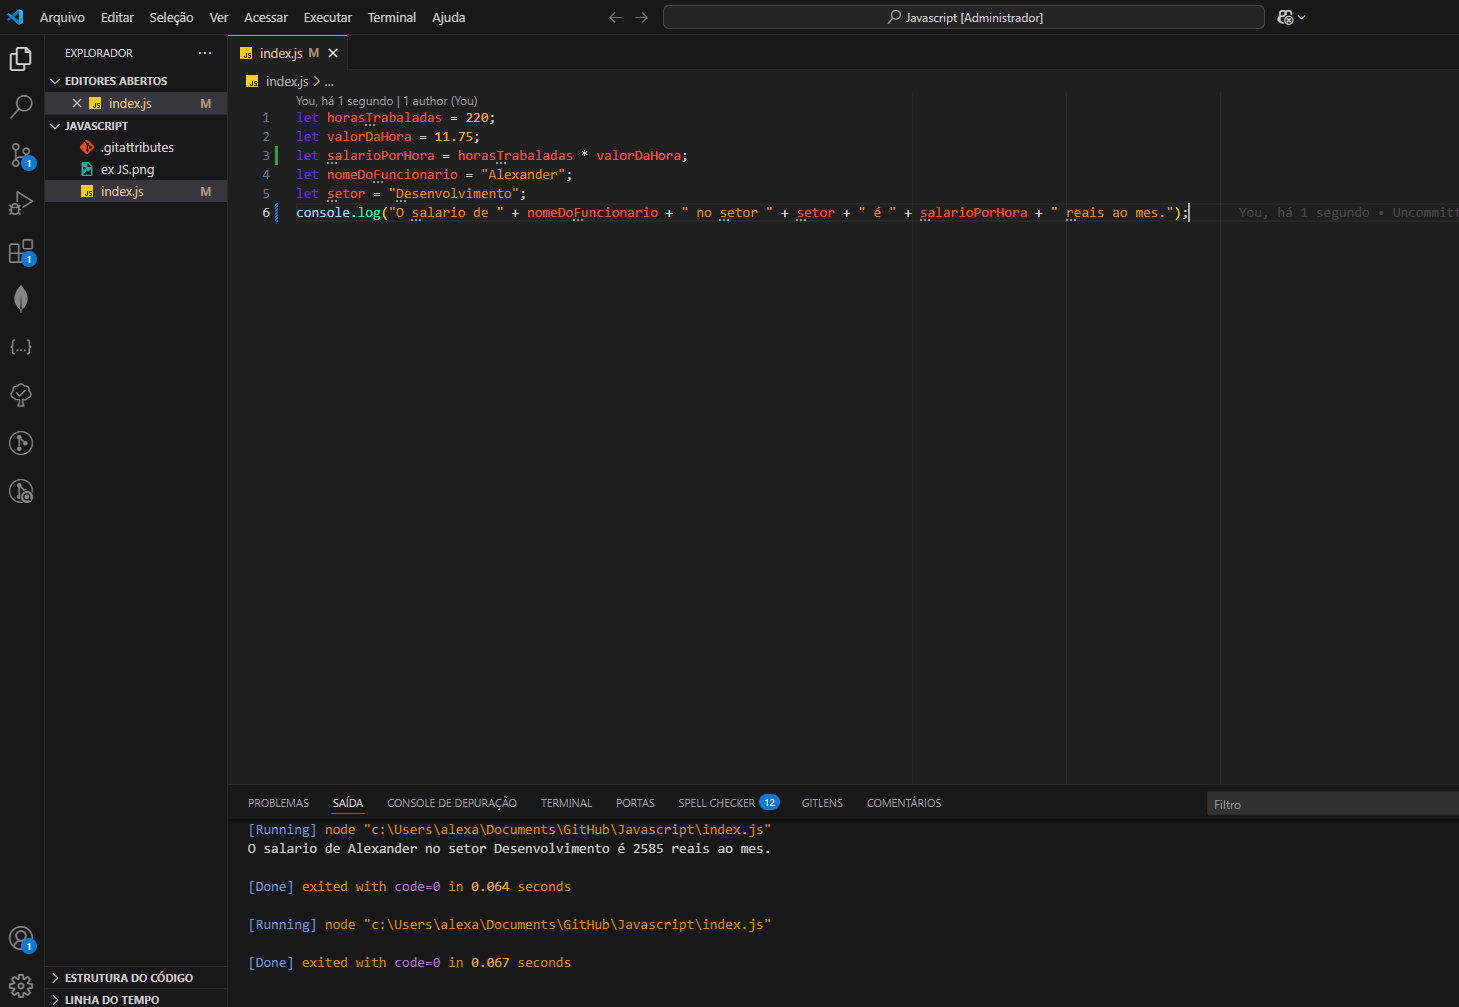 Arquivo Editar Seleção Ver Acessar Executar Terminal Ajuda
Javascript [Administrador]
EXPLORADOR
EDITORES ABERTOS
index.js M
JAVASCRIPT
.gitattributes
ex JS.png
index.js M
index.js M
index.js > ...
You, há 1 segundo | 1 author (You)
1 let horasTrabaladas = 220;
2 let valorDaHora = 11.75;
3 let salarioPorHora = horasTrabaladas * valorDaHora;
4 let nomeDoFuncionario = "Alexander";
5 let setor = "Desenvolvimento";
6 console.log("O salario de " + nomeDoFuncionario + " no setor " + setor + " é " + salarioPorHora + " reais ao mes."); You, há 1 segundo • Uncommitt
1
1
1
ESTRUTURA DO CÓDIGO
LINHA DO TEMPO
PROBLEMAS SAÍDA CONSOLE DE DEPURAÇÃO TERMINAL PORTAS SPELL CHECKER 12 GITLENS COMENTÁRIOS
Filtro
[Running] node "c:\Users\alexa\Documents\GitHub\Javascript\index.js"
O salario de Alexander no setor Desenvolvimento é 2585 reais ao mes.
[Done] exited with code=0 in 0.064 seconds
[Running] node "c:\Users\alexa\Documents\GitHub\Javascript\index.js"
[Done] exited with code=0 in 0.067 seconds